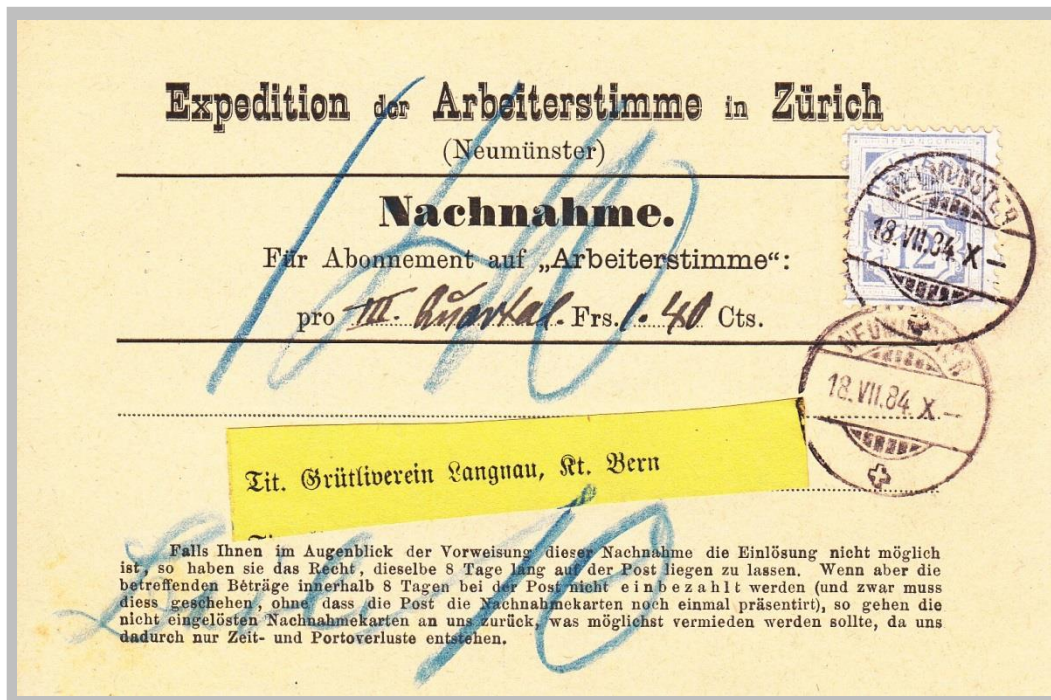 Expedition der Arbeiterstimme in Zürich
(Neumünster)
Nachnahme.
Für Abonnement auf „Arbeiterstimme“:
pro III. Quartal. Frs. 1. 40 Cts.
140
12
NEUMÜNSTER
18.VII.84.X-
NEUMÜNSTER
18.VII.84.X.-
Tit. Grütliverein Langnau, Kt. Bern
Falls Ihnen im Augenblick der Vorweisung dieser Nachnahme die Einlösung nicht möglich
ist, so haben sie das Recht, dieselbe 8 Tage lang auf der Post liegen zu lassen. Wenn aber die
betreffenden Beträge innerhalb 8 Tagen bei der Post nicht einbezahlt werden (und zwar muss
diess geschehen, ohne dass die Post die Nachnahmekarten noch einmal präsentirt), so gehen die
nicht eingelösten Nachnahmekarten an uns zurück, was möglichst vermieden werden sollte, da uns
dadurch nur Zeit- und Portoverluste entstehen.
10